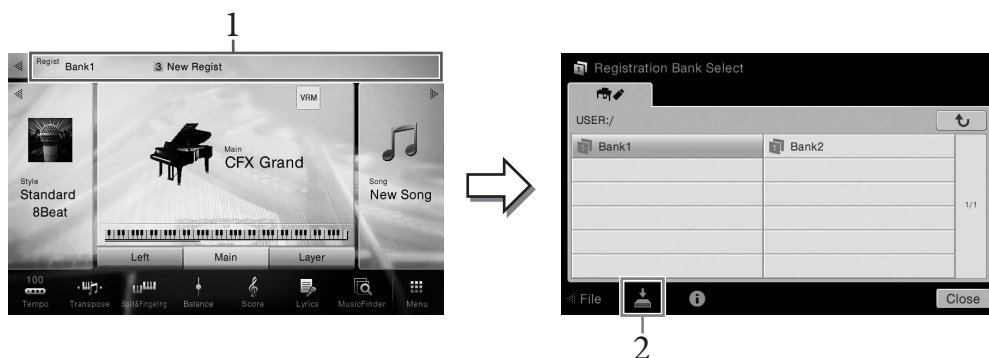 1
Regist Bank1 3 New Regist
VRM
Style
Standard
8Beat
Main
CFX Grand
Song
New Song
Left Main Layer
100
Tempo Transpose Split&Fingering Balance Score Lyrics MusicFinder Menu
Registration Bank Select
USER:/
Bank1 Bank2
1/1
File Close
2